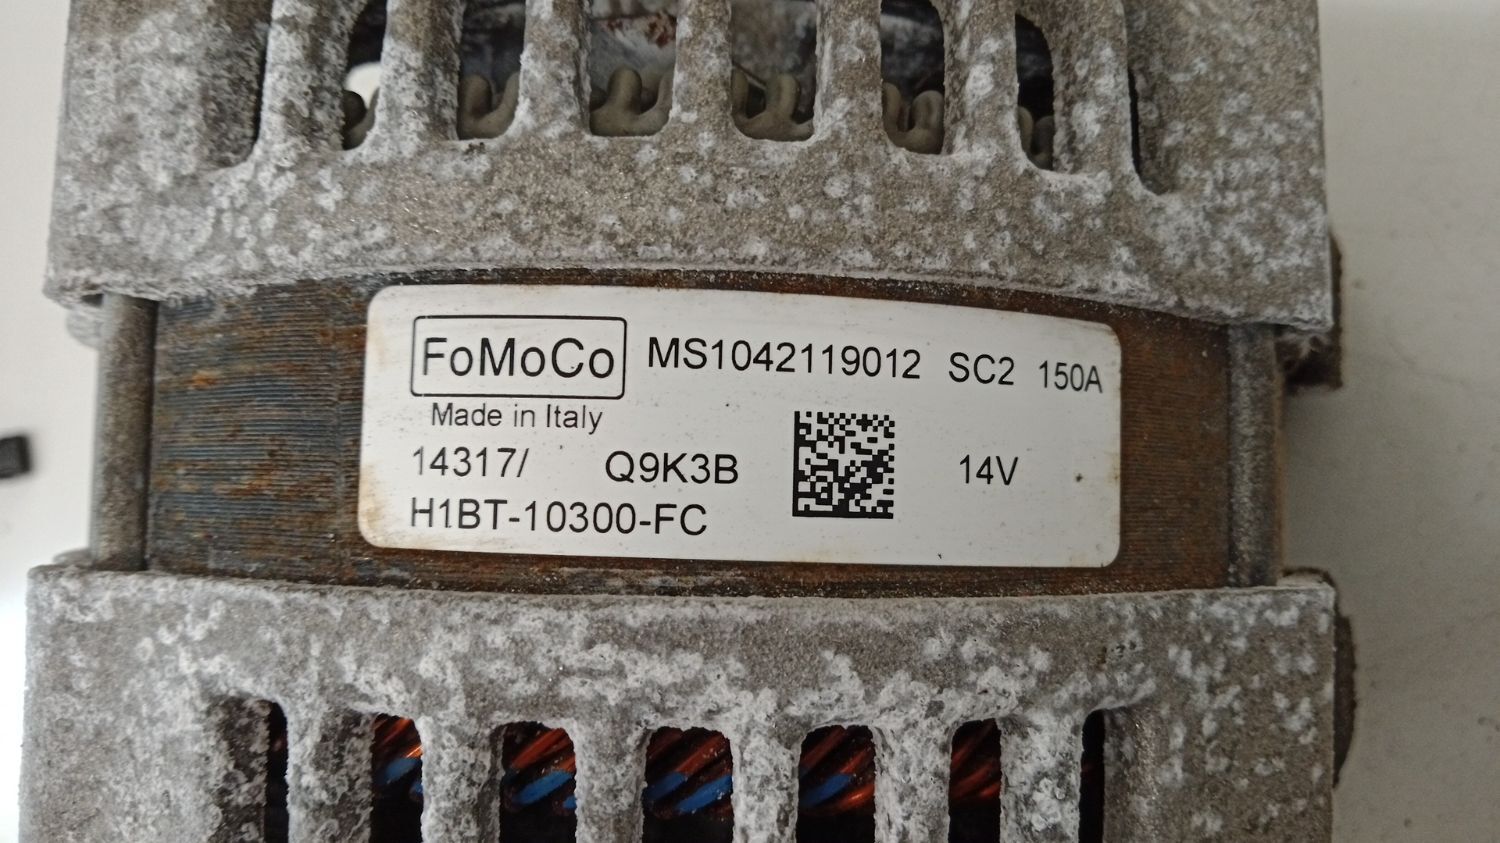 FoMoCo MS1042119012 SC2 150A
Made in Italy
14317/ Q9K3B 14V
H1BT-10300-FC